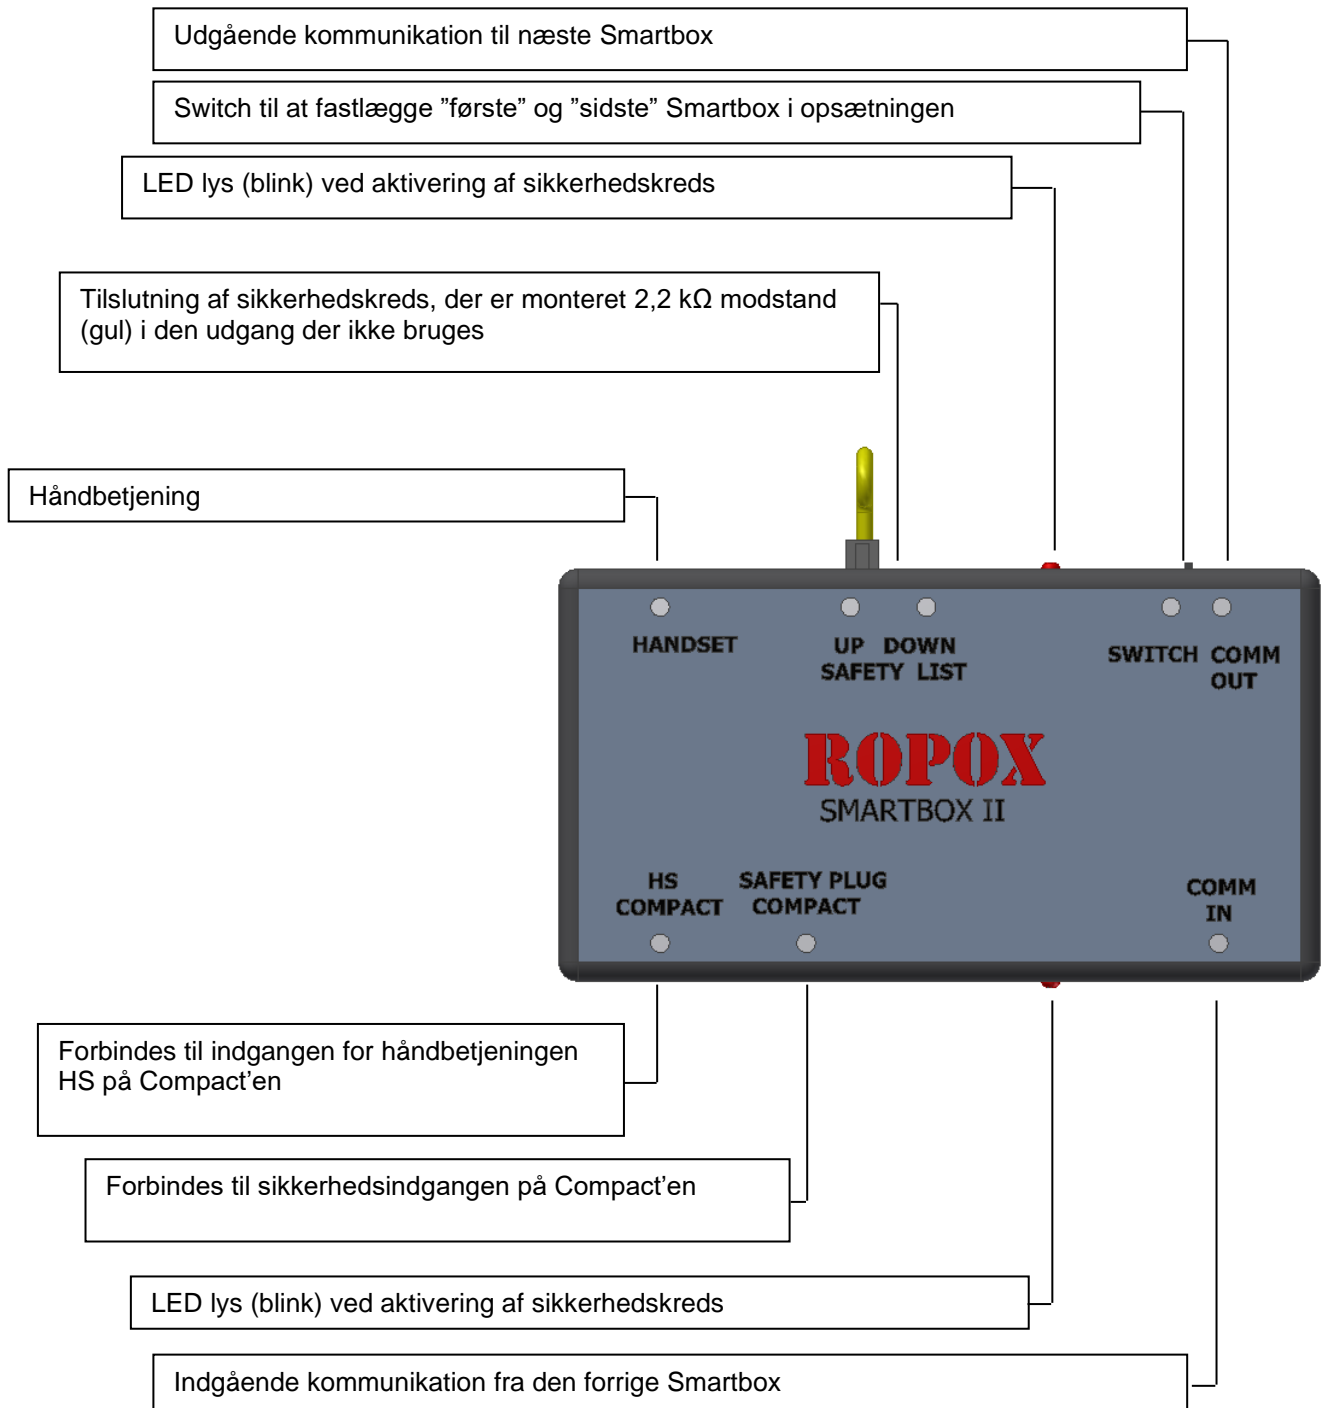 Udgående kommunikation til næste Smartbox
Switch til at fastlægge ”første” og ”sidste” Smartbox i opsætningen
LED lys (blink) ved aktivering af sikkerhedskreds
Tilslutning af sikkerhedskreds, der er monteret 2,2 kΩ modstand
(gul) i den udgang der ikke bruges
Håndbetjening
HANDSET
UP DOWN
SAFETY LIST
SWITCH COMM
OUT
ROPOX
SMARTBOX II
HS
COMPACT
SAFETY PLUG
COMPACT
COMM
IN
Forbindes til indgangen for håndbetjeningen
HS på Compact’en
Forbindes til sikkerhedsindgangen på Compact’en
LED lys (blink) ved aktivering af sikkerhedskreds
Indgående kommunikation fra den forrige Smartbox